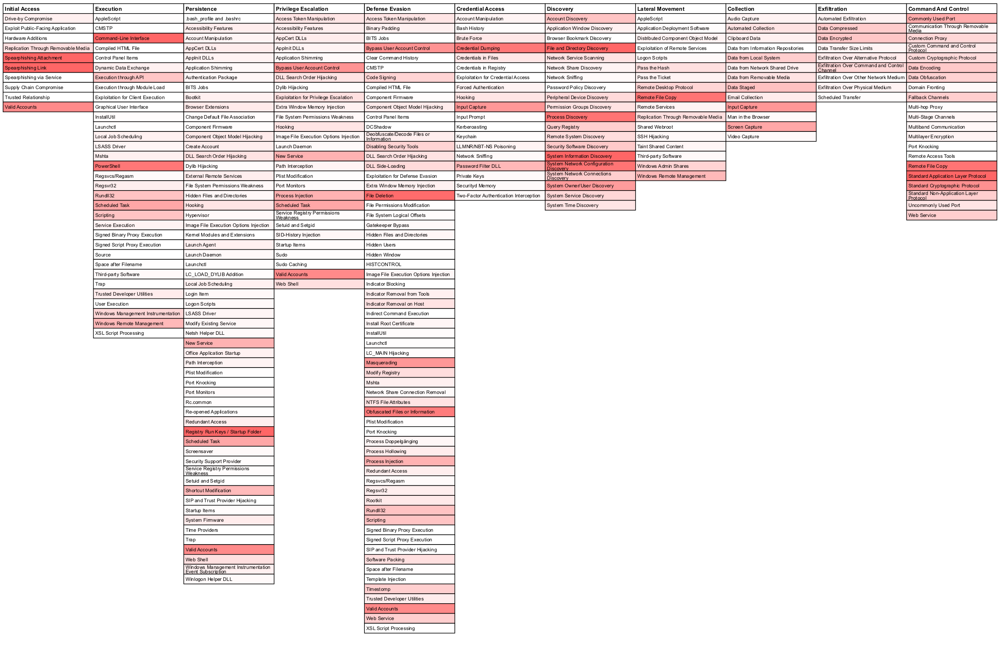 Initial Access
Drive-by Compromise
Exploit Public-Facing Application
Hardware Additions
Replication Through Removable Media
Spearphishing Attachment
Spearphishing Link
Spearphishing via Service
Supply Chain Compromise
Trusted Relationship
Valid Accounts
Execution
AppleScript
CMSTP
Command-Line Interface
Compiled HTML File
Control Panel Items
Dynamic Data Exchange
Execution through API
Execution through Module Load
Exploitation for Client Execution
Graphical User Interface
InstallUtil
Launchctl
Local Job Scheduling
LSASS Driver
Mshta
PowerShell
Regsvcs/Regasm
Regsvr32
Rundll32
Scheduled Task
Scripting
Service Execution
Signed Binary Proxy Execution
Signed Script Proxy Execution
Source
Space after Filename
Third-party Software
Trap
Trusted Developer Utilities
User Execution
Windows Management Instrumentation
Windows Remote Management
XSL Script Processing
Persistence
.bash_profile and .bashrc
Accessibility Features
Account Manipulation
AppCert DLLs
AppInit DLLs
Application Shimming
Authentication Package
BITS Jobs
Bootkit
Browser Extensions
Change Default File Association
Component Firmware
Component Object Model Hijacking
Create Account
DLL Search Order Hijacking
Dylib Hijacking
External Remote Services
File System Permissions Weakness
Hidden Files and Directories
Hooking
Hypervisor
Image File Execution Options Injection
Kernel Modules and Extensions
Launch Agent
Launch Daemon
Launchctl
LC_LOAD_DYLIB Addition
Local Job Scheduling
Login Item
Logon Scripts
LSASS Driver
Modify Existing Service
Netsh Helper DLL
New Service
Office Application Startup
Path Interception
Plist Modification
Port Knocking
Port Monitors
Rc.common
Re-opened Applications
Redundant Access
Registry Run Keys / Startup Folder
Scheduled Task
Screensaver
Security Support Provider
Service Registry Permissions
Weakness
Setuid and Setgid
Shortcut Modification
SIP and Trust Provider Hijacking
Startup Items
System Firmware
Time Providers
Trap
Valid Accounts
Web Shell
Windows Management Instrumentation
Event Subscription
Winlogon Helper DLL
Privilege Escalation
Access Token Manipulation
Accessibility Features
AppCert DLLs
AppInit DLLs
Application Shimming
Bypass User Account Control
DLL Search Order Hijacking
Dylib Hijacking
Exploitation for Privilege Escalation
Extra Window Memory Injection
File System Permissions Weakness
Hooking
Image File Execution Options Injection
Launch Daemon
New Service
Path Interception
Plist Modification
Port Monitors
Process Injection
Scheduled Task
Service Registry Permissions
Weakness
Setuid and Setgid
SID-History Injection
Startup Items
Sudo
Sudo Caching
Valid Accounts
Web Shell
Defense Evasion
Access Token Manipulation
Binary Padding
BITS Jobs
Bypass User Account Control
Clear Command History
CMSTP
Code Signing
Compiled HTML File
Component Firmware
Component Object Model Hijacking
Control Panel Items
DCShadow
Deobfuscate/Decode Files or
Information
Disabling Security Tools
DLL Search Order Hijacking
DLL Side-Loading
Exploitation for Defense Evasion
Extra Window Memory Injection
File Deletion
File Permissions Modification
File System Logical Offsets
Gatekeeper Bypass
Hidden Files and Directories
Hidden Users
Hidden Window
HISTCONTROL
Image File Execution Options Injection
Indicator Blocking
Indicator Removal from Tools
Indicator Removal on Host
Indirect Command Execution
Install Root Certificate
InstallUtil
Launchctl
LC_MAIN Hijacking
Masquerading
Modify Registry
Mshta
Network Share Connection Removal
NTFS File Attributes
Obfuscated Files or Information
Plist Modification
Port Knocking
Process Doppelgänging
Process Hollowing
Process Injection
Redundant Access
Regsvcs/Regasm
Regsvr32
Rootkit
Rundll32
Scripting
Signed Binary Proxy Execution
Signed Script Proxy Execution
SIP and Trust Provider Hijacking
Software Packing
Space after Filename
Template Injection
Timestomp
Trusted Developer Utilities
Valid Accounts
Web Service
XSL Script Processing
Credential Access
Account Manipulation
Bash History
Brute Force
Credential Dumping
Credentials in Files
Credentials in Registry
Exploitation for Credential Access
Forced Authentication
Hooking
Input Capture
Input Prompt
Kerberoasting
Keychain
LLMNR/NBT-NS Poisoning
Network Sniffing
Password Filter DLL
Private Keys
Securityd Memory
Two-Factor Authentication Interception
Discovery
Account Discovery
Application Window Discovery
Browser Bookmark Discovery
File and Directory Discovery
Network Service Scanning
Network Share Discovery
Network Sniffing
Password Policy Discovery
Peripheral Device Discovery
Permission Groups Discovery
Process Discovery
Query Registry
Remote System Discovery
Security Software Discovery
System Information Discovery
System Network Configuration
Discovery
System Network Connections
Discovery
System Owner/User Discovery
System Service Discovery
System Time Discovery
Lateral Movement
AppleScript
Application Deployment Software
Distributed Component Object Model
Exploitation of Remote Services
Logon Scripts
Pass the Hash
Pass the Ticket
Remote Desktop Protocol
Remote File Copy
Remote Services
Replication Through Removable Media
Shared Webroot
SSH Hijacking
Taint Shared Content
Third-party Software
Windows Admin Shares
Windows Remote Management
Collection
Audio Capture
Automated Collection
Clipboard Data
Data from Information Repositories
Data from Local System
Data from Network Shared Drive
Data from Removable Media
Data Staged
Email Collection
Input Capture
Man in the Browser
Screen Capture
Video Capture
Exfiltration
Automated Exfiltration
Data Compressed
Data Encrypted
Data Transfer Size Limits
Exfiltration Over Alternative Protocol
Exfiltration Over Command and Control
Channel
Exfiltration Over Other Network Medium
Exfiltration Over Physical Medium
Scheduled Transfer
Command And Control
Commonly Used Port
Communication Through Removable
Media
Connection Proxy
Custom Command and Control
Protocol
Custom Cryptographic Protocol
Data Encoding
Data Obfuscation
Domain Fronting
Fallback Channels
Multi-hop Proxy
Multi-Stage Channels
Multiband Communication
Multilayer Encryption
Port Knocking
Remote Access Tools
Remote File Copy
Standard Application Layer Protocol
Standard Cryptographic Protocol
Standard Non-Application Layer
Protocol
Uncommonly Used Port
Web Service